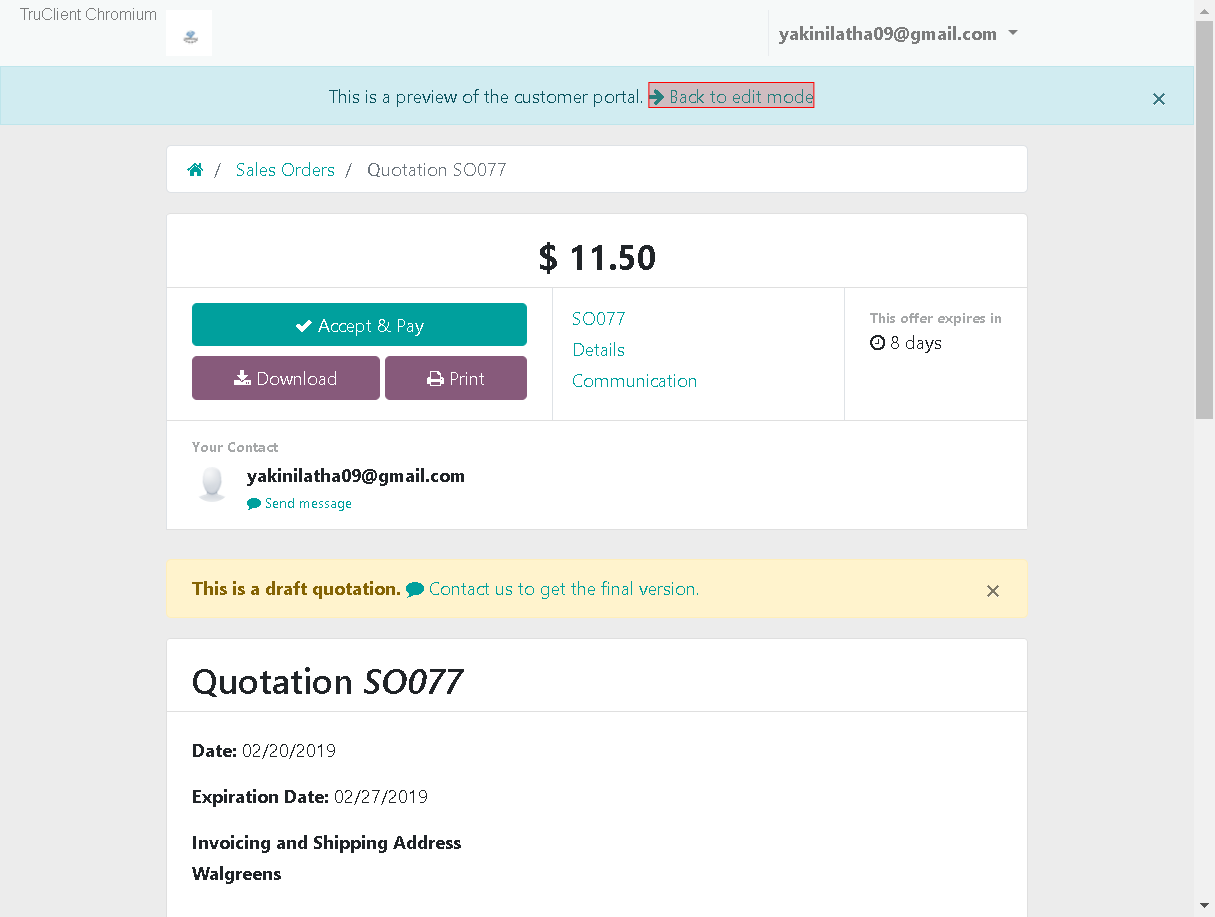 TruClient Chromium
yakinilatha09@gmail.com
This is a preview of the customer portal. Back to edit mode
×
/ Sales Orders / Quotation SO077
$ 11.50
Accept & Pay
Download
Print
SO077
Details
Communication
This offer expires in
8 days
Your Contact
yakinilatha09@gmail.com
Send message
This is a draft quotation. Contact us to get the final version.
×
Quotation SO077
Date: 02/20/2019
Expiration Date: 02/27/2019
Invoicing and Shipping Address
Walgreens